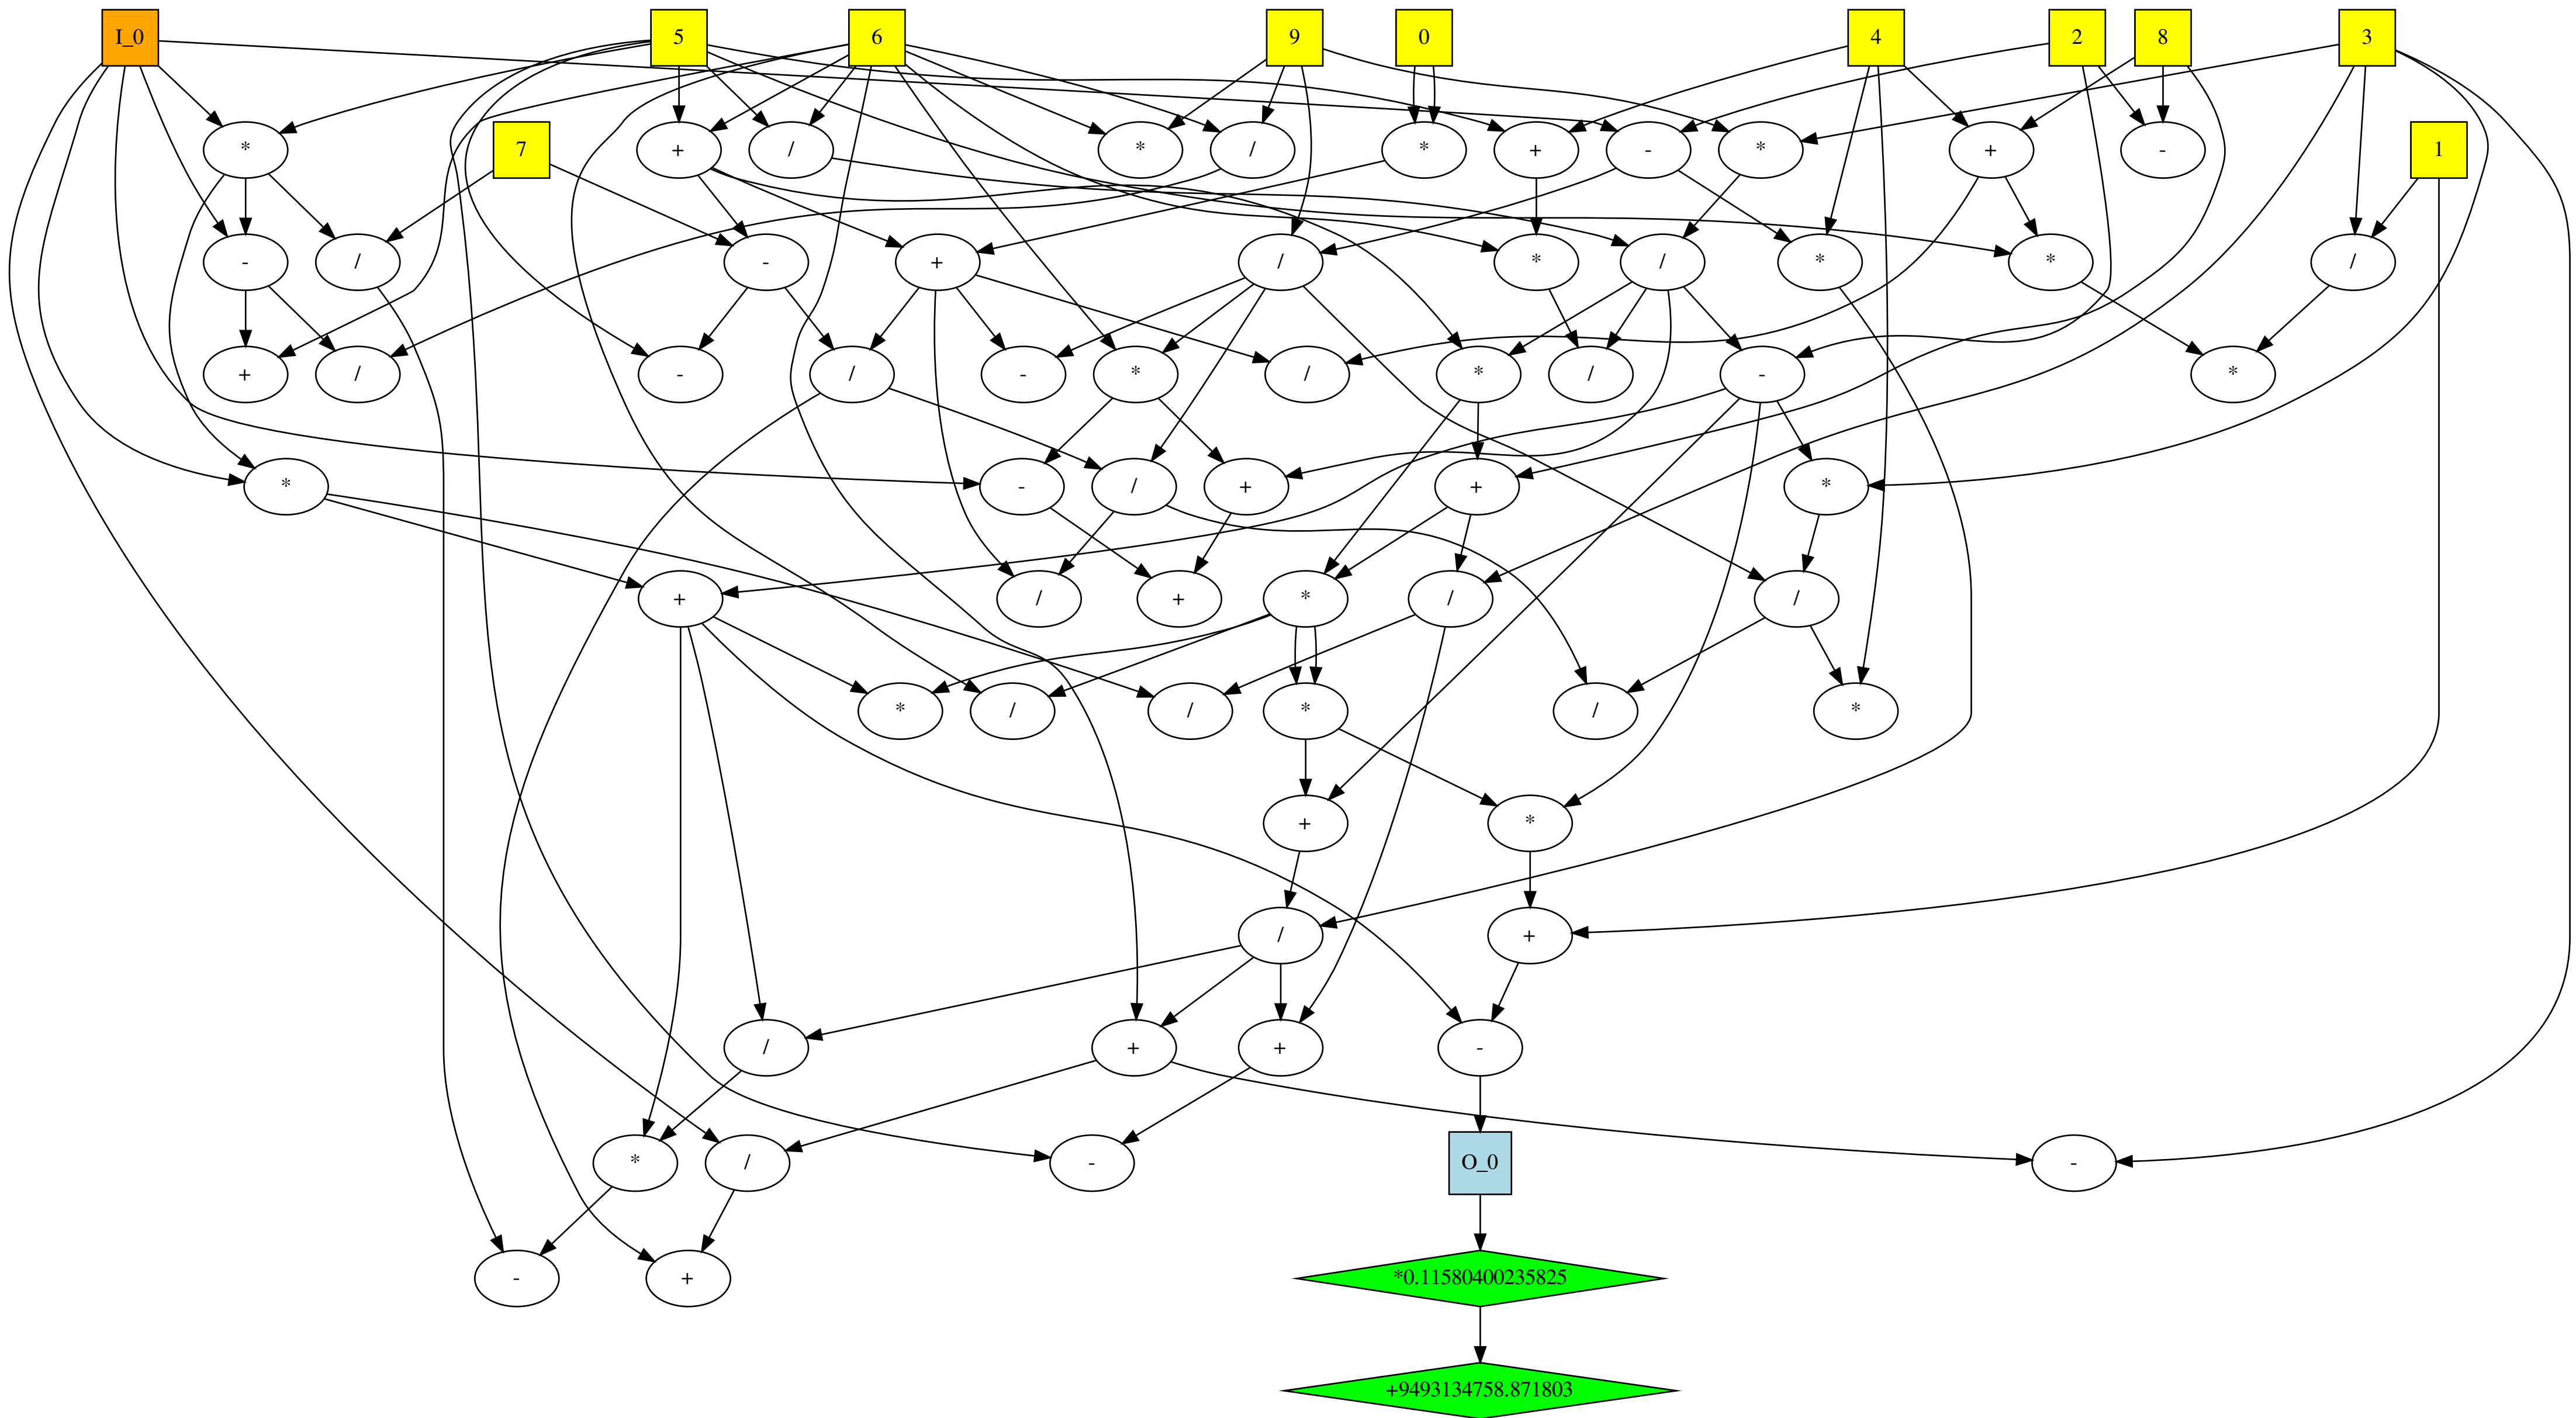 I_0 5 6 9 0 4 2 8 3
* 7 + / * / * + - * + - 1
- / - + / * / * * /
+ / - / - * / * / - *
* - / + + *
+ / + * / /
* / / * / *
+ *
/ +
/ + + -
* / - O_0 -
- + *0.11580400235825
+9493134758.871803